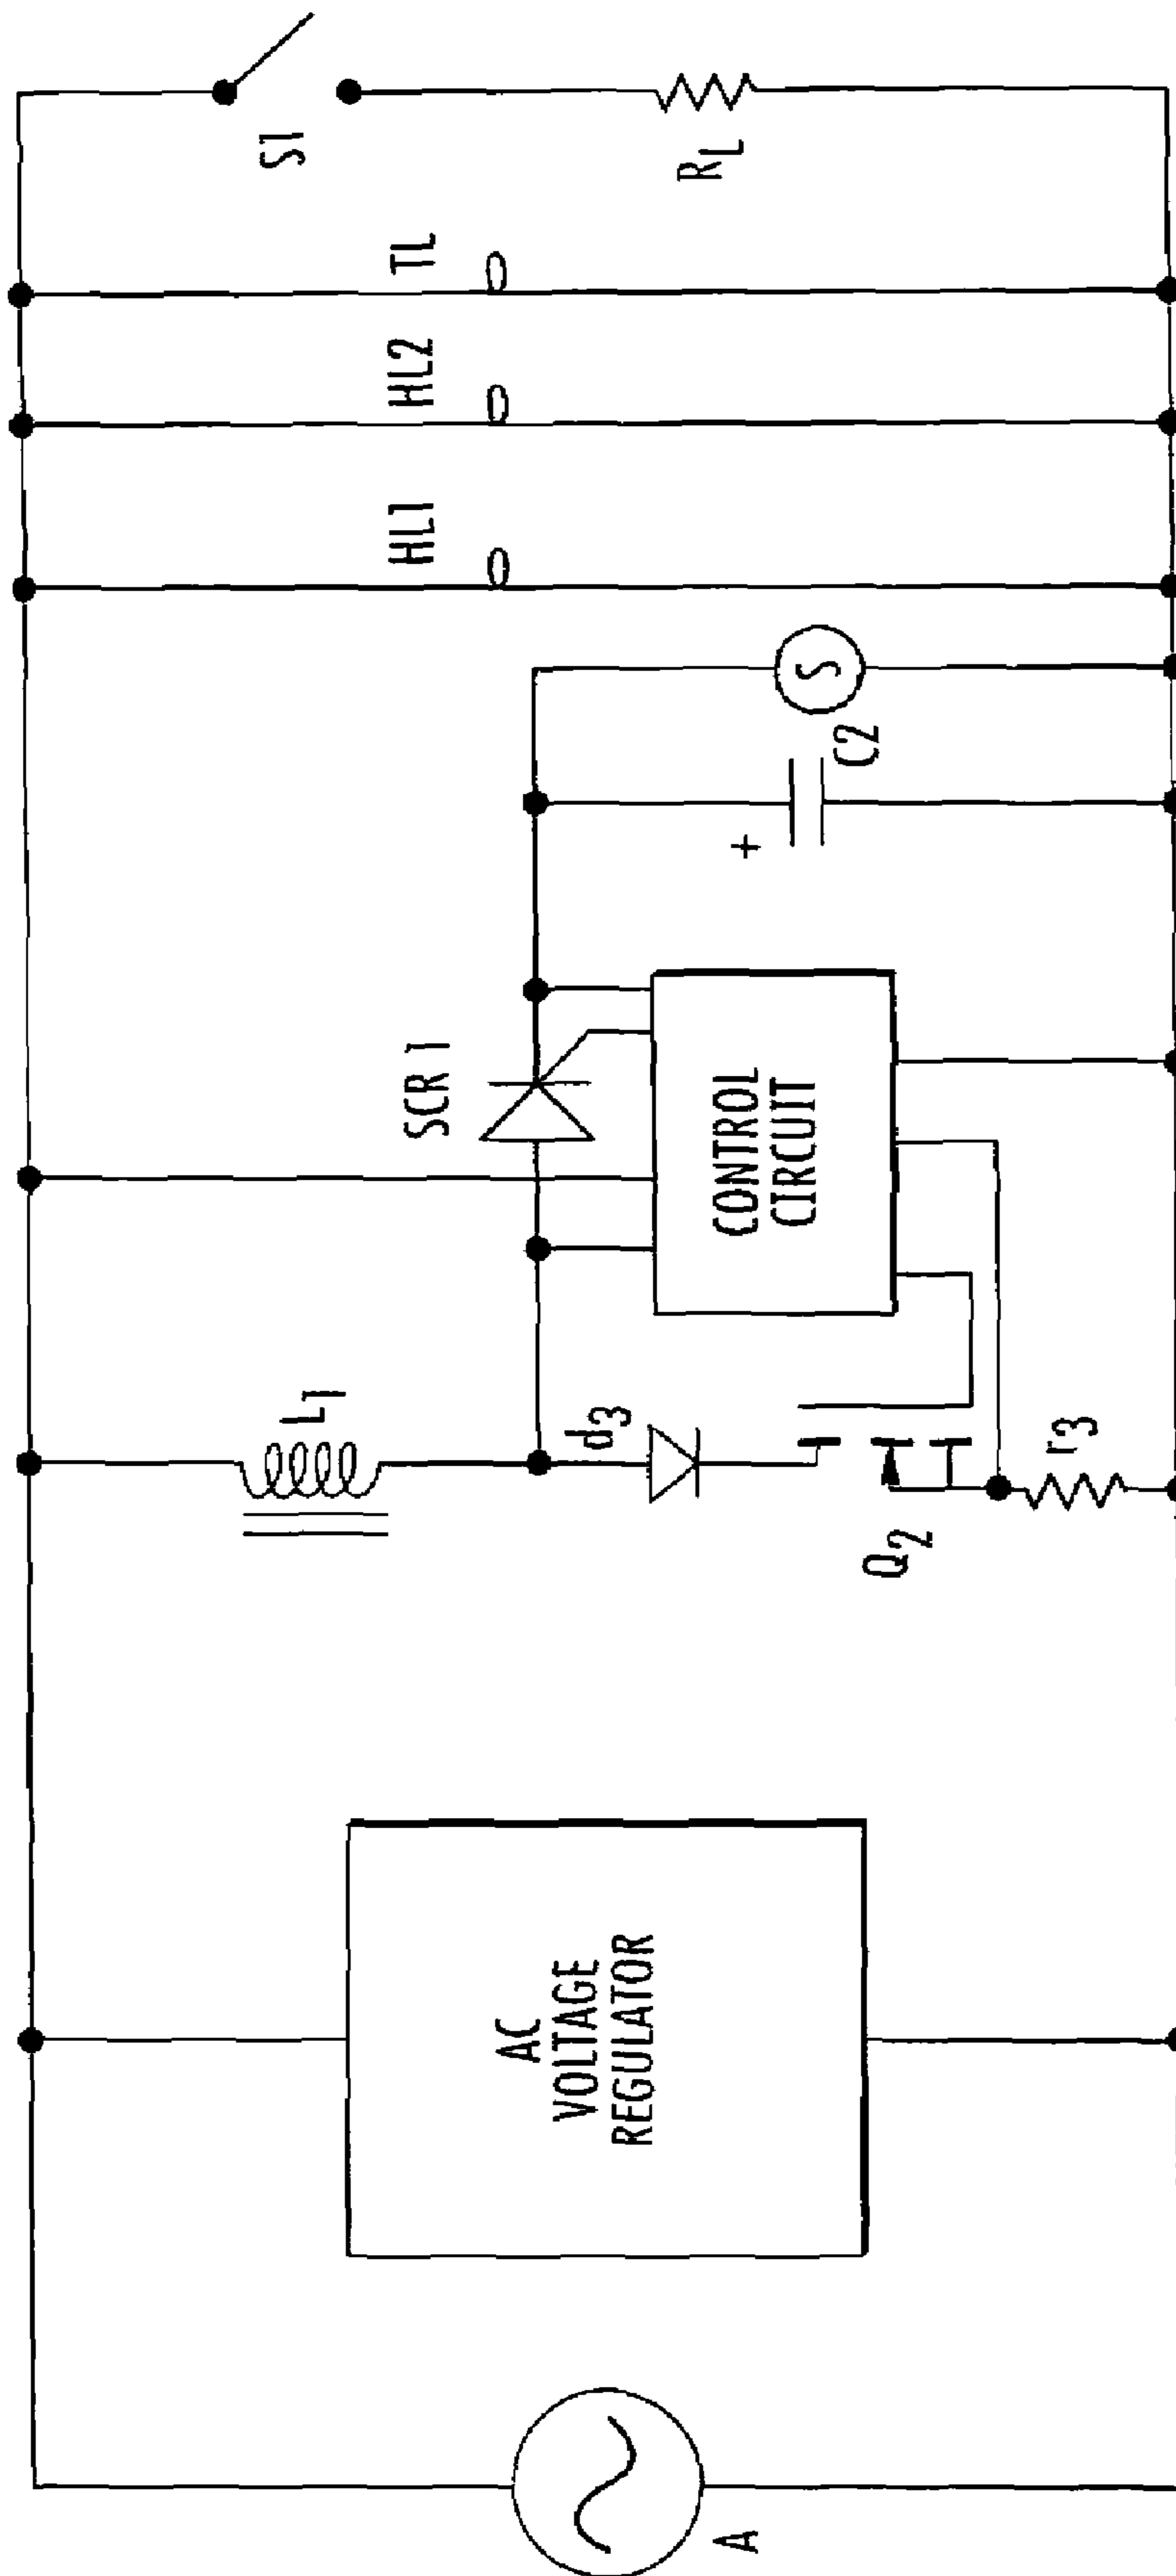 A
AC
VOLTAGE
REGULATOR
L1
d3
Q2
r3
SCR 1
CONTROL
CIRCUIT
+
C2
S
HL1
HL2
TL
S1
RL